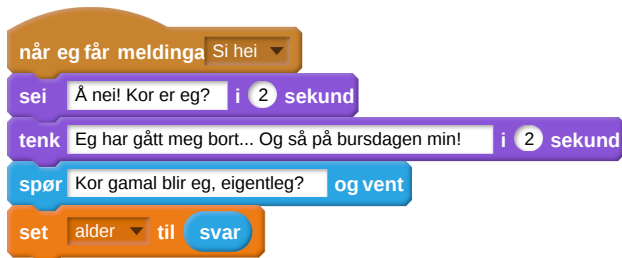 når eg får meldinga Si hei
sei Å nei! Kor er eg? i 2 sekund
tenk Eg har gått meg bort... Og så på bursdagen min! i 2 sekund
spør Kor gamal blir eg, eigentleg? og vent
set alder til svar